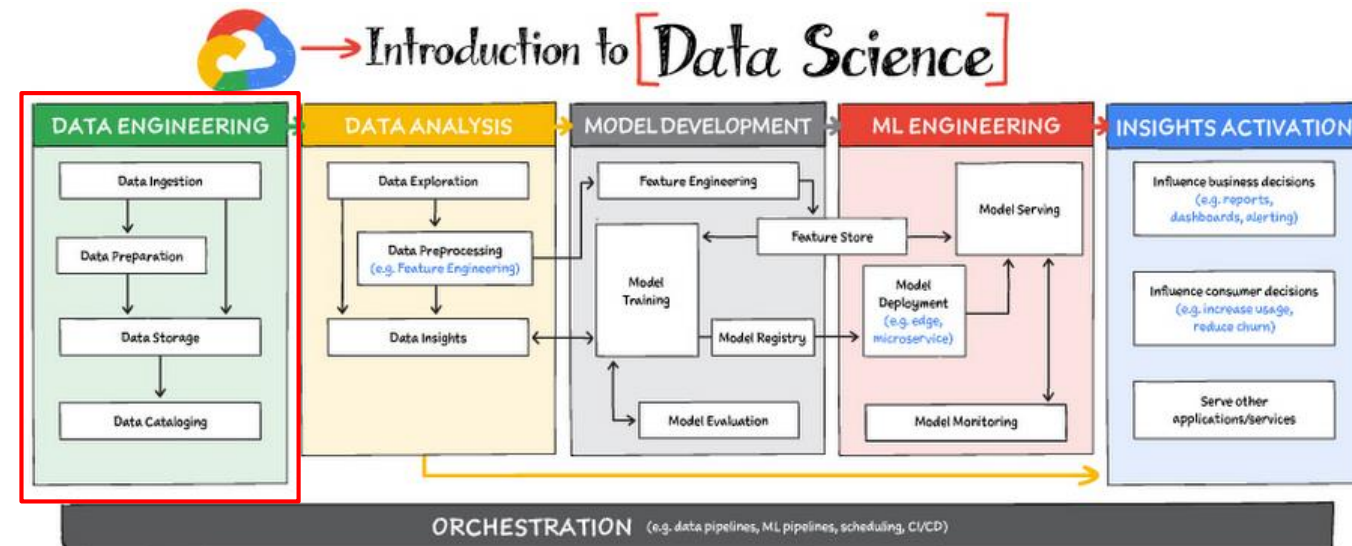 Introduction to [Data Science]
DATA ENGINEERING
Data Ingestion
Data Preparation
Data Storage
Data Cataloging
DATA ANALYSIS
Data Exploration
Data Preprocessing
(e.g. Feature Engineering)
Data Insights
MODEL DEVELOPMENT
Feature Engineering
Feature Store
Model
Training
Model Registry
Model Evaluation
ML ENGINEERING
Model Serving
Model
Deployment
(e.g. edge,
microservice)
Model Monitoring
INSIGHTS ACTIVATION
Influence business decisions
(e.g. reports,
dashboards, alerting)
Influence consumer decisions
(e.g. increase usage,
reduce churn)
Serve other
applications/services
ORCHESTRATION (e.g. data pipelines, ML pipelines, scheduling, CI/CD)